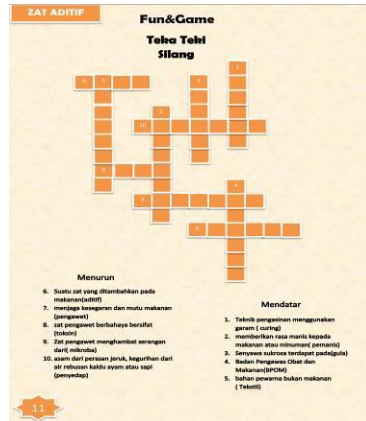 ZAT ADITIF
Fun&Game
Teka Teki
Silang
Menurun
6. Suatu zat yang ditambahkan pada
makanan(aditif)
7. menjaga kesegaran dan mutu makanan
(pengawet)
8. zat pengawet berbahaya bersifat
(toksin)
9. Zat pengawet menghambat serangan
dari( mikroba)
10. asam dari perasan jeruk, kegurihan dari
air rebusan kaldu ayam atau sapi
(penyedap)
Mendatar
1. Teknik pengasinan menggunakan
garam ( curing)
2. memberikan rasa manis kepada
makanan atau minuman( pemanis)
3. Senyawa sukrosa terdapat pada(gula)
4. Badan Pengawas Obat dan
Makanan(BPOM)
5. bahan pewarna bukan makanan
( Tekstil)
11